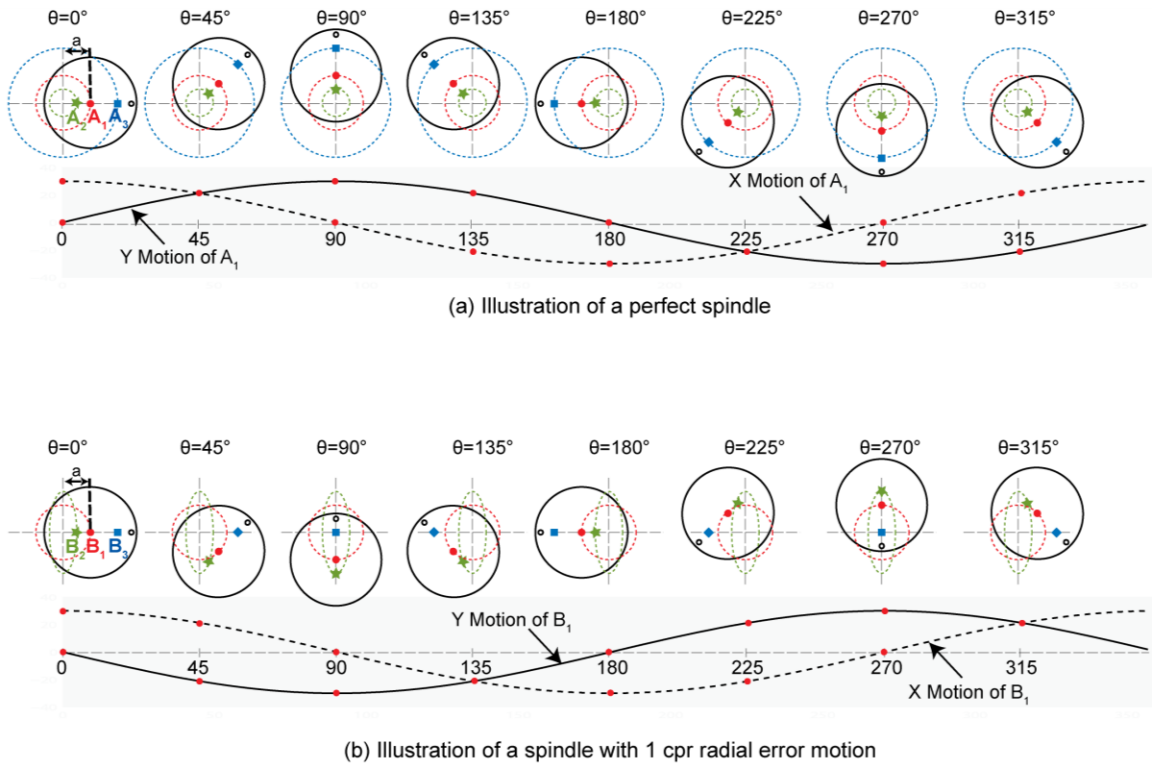 θ=0° θ=45° θ=90° θ=135° θ=180° θ=225° θ=270° θ=315°
a
A₂ A₁ A₃
X Motion of A₁
0 45 90 135 180 225 270 315
Y Motion of A₁
(a) Illustration of a perfect spindle
θ=0° θ=45° θ=90° θ=135° θ=180° θ=225° θ=270° θ=315°
a
B₂ B₁ B₃
Y Motion of B₁
0 45 90 135 180 225 270 315
X Motion of B₁
(b) Illustration of a spindle with 1 cpr radial error motion